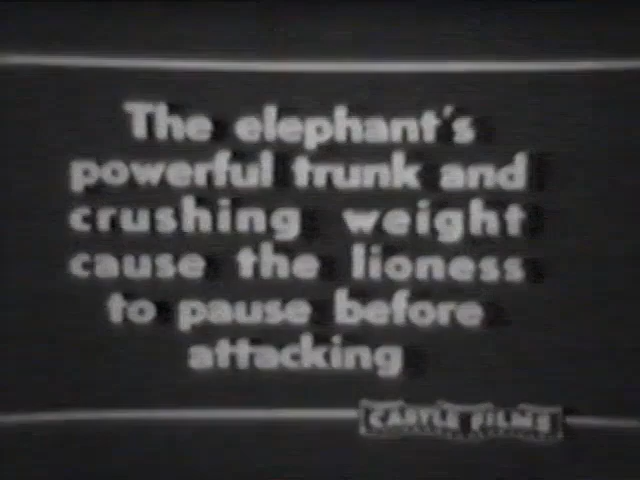 The elephant's
powerful trunk and
crushing weight
cause the lioness
to pause before
attacking
CASTLE FILMS